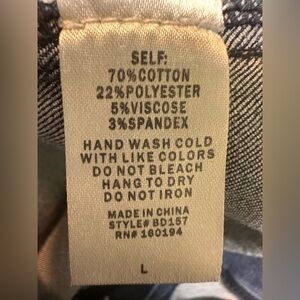 SELF:
70%COTTON
22%POLYESTER
5%VISCOSE
3%SPANDEX
HAND WASH COLD
WITH LIKE COLORS
DO NOT BLEACH
HANG TO DRY
DO NOT IRON
MADE IN CHINA
STYLE# BD157
RN# 160194
L